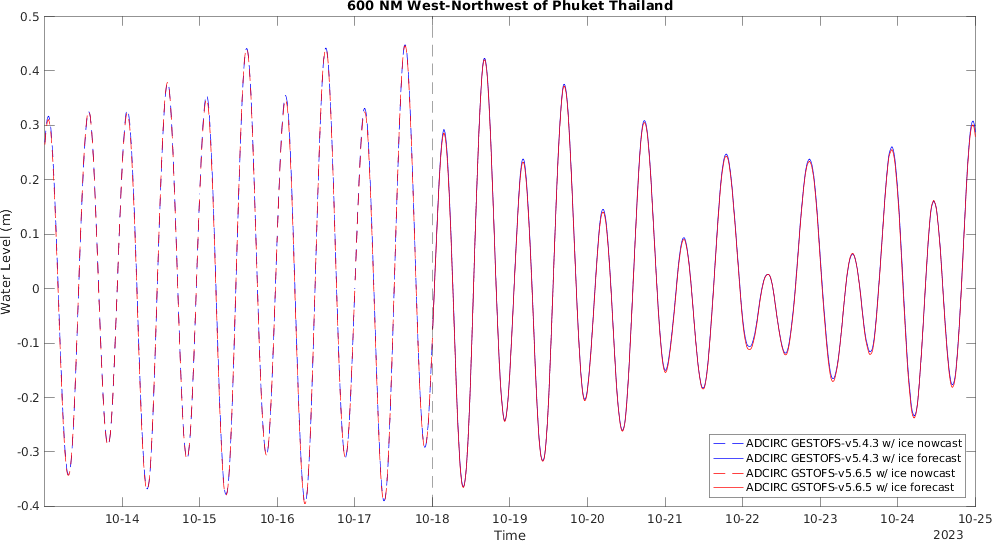 600 NM West-Northwest of Phuket Thailand
0.5
0.4
0.3
0.2
0.1
0
-0.1
-0.2
-0.3
-0.4
Water Level (m)
ADCIRC GESTOFS-v5.4.3 w/ ice nowcast
ADCIRC GESTOFS-v5.4.3 w/ ice forecast
ADCIRC GSTOFS-v5.6.5 w/ ice nowcast
ADCIRC GSTOFS-v5.6.5 w/ ice forecast
10-14 10-15 10-16 10-17 10-18 10-19 10-20 10-21 10-22 10-23 10-24 10-25
Time
2023